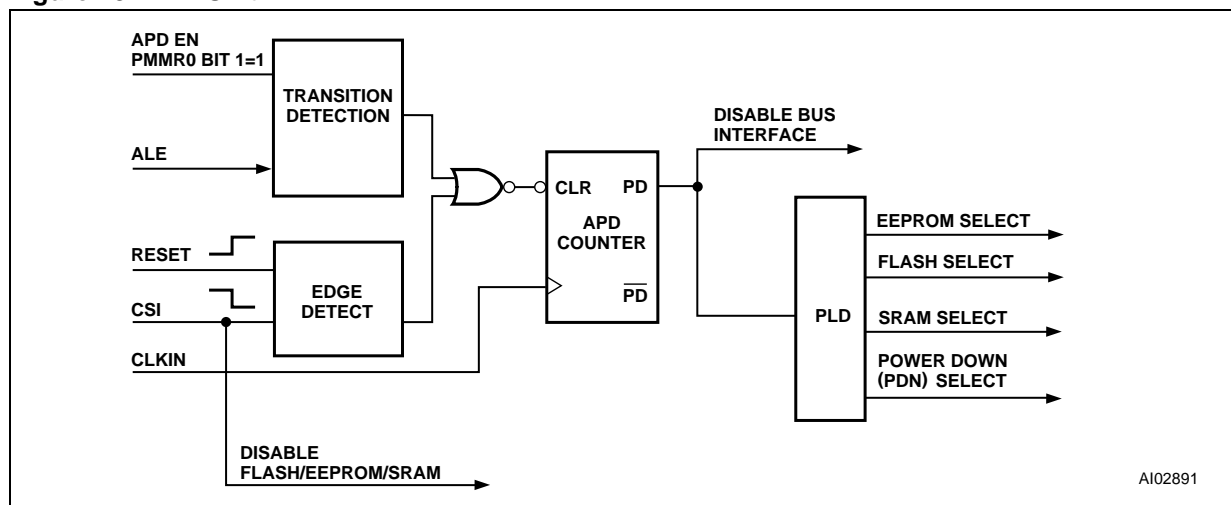 APD EN
PMMR0 BIT 1=1
TRANSITION
DETECTION
ALE
DISABLE BUS
INTERFACE
CLR
PD
APD
COUNTER
PD
RESET
CSI
EDGE
DETECT
CLKIN
PLD
EEPROM SELECT
FLASH SELECT
SRAM SELECT
POWER DOWN
(PDN) SELECT
DISABLE
FLASH/EEPROM/SRAM
AI02891